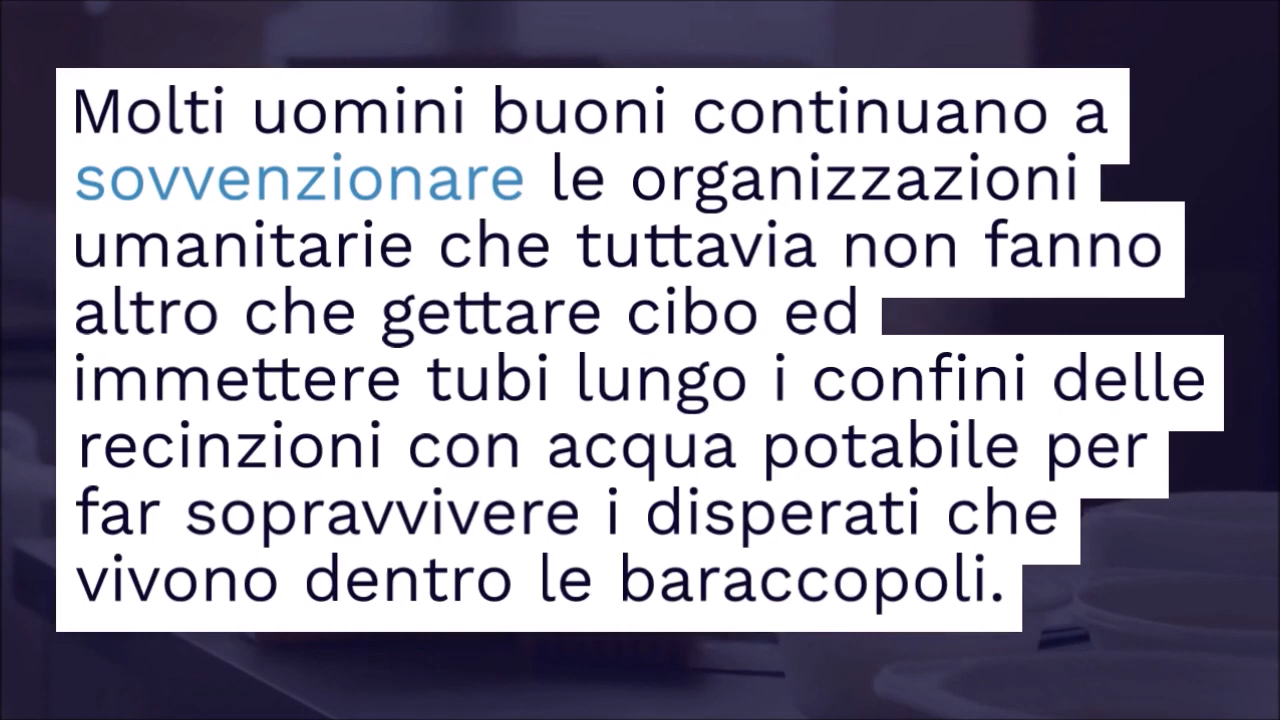 Molti uomini buoni continuano a
sovvenzionare le organizzazioni
umanitarie che tuttavia non fanno
altro che gettare cibo ed
immettere tubi lungo i confini delle
recinzioni con acqua potabile per
far sopravvivere i disperati che
vivono dentro le baraccopoli.